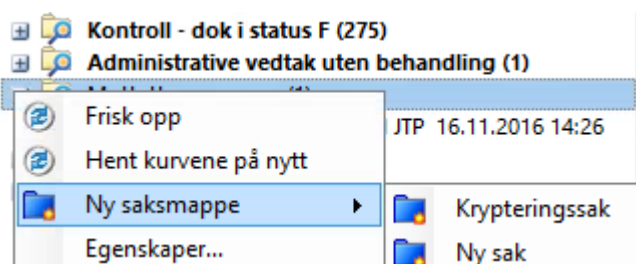 Kontroll - dok i status F (275)
Administrative vedtak uten behandling (1)
Frisk opp
JTP 16.11.2016 14:26
Hent kurvene på nytt
Ny saksmappe
Krypteringssak
Egenskaper...
Ny sak